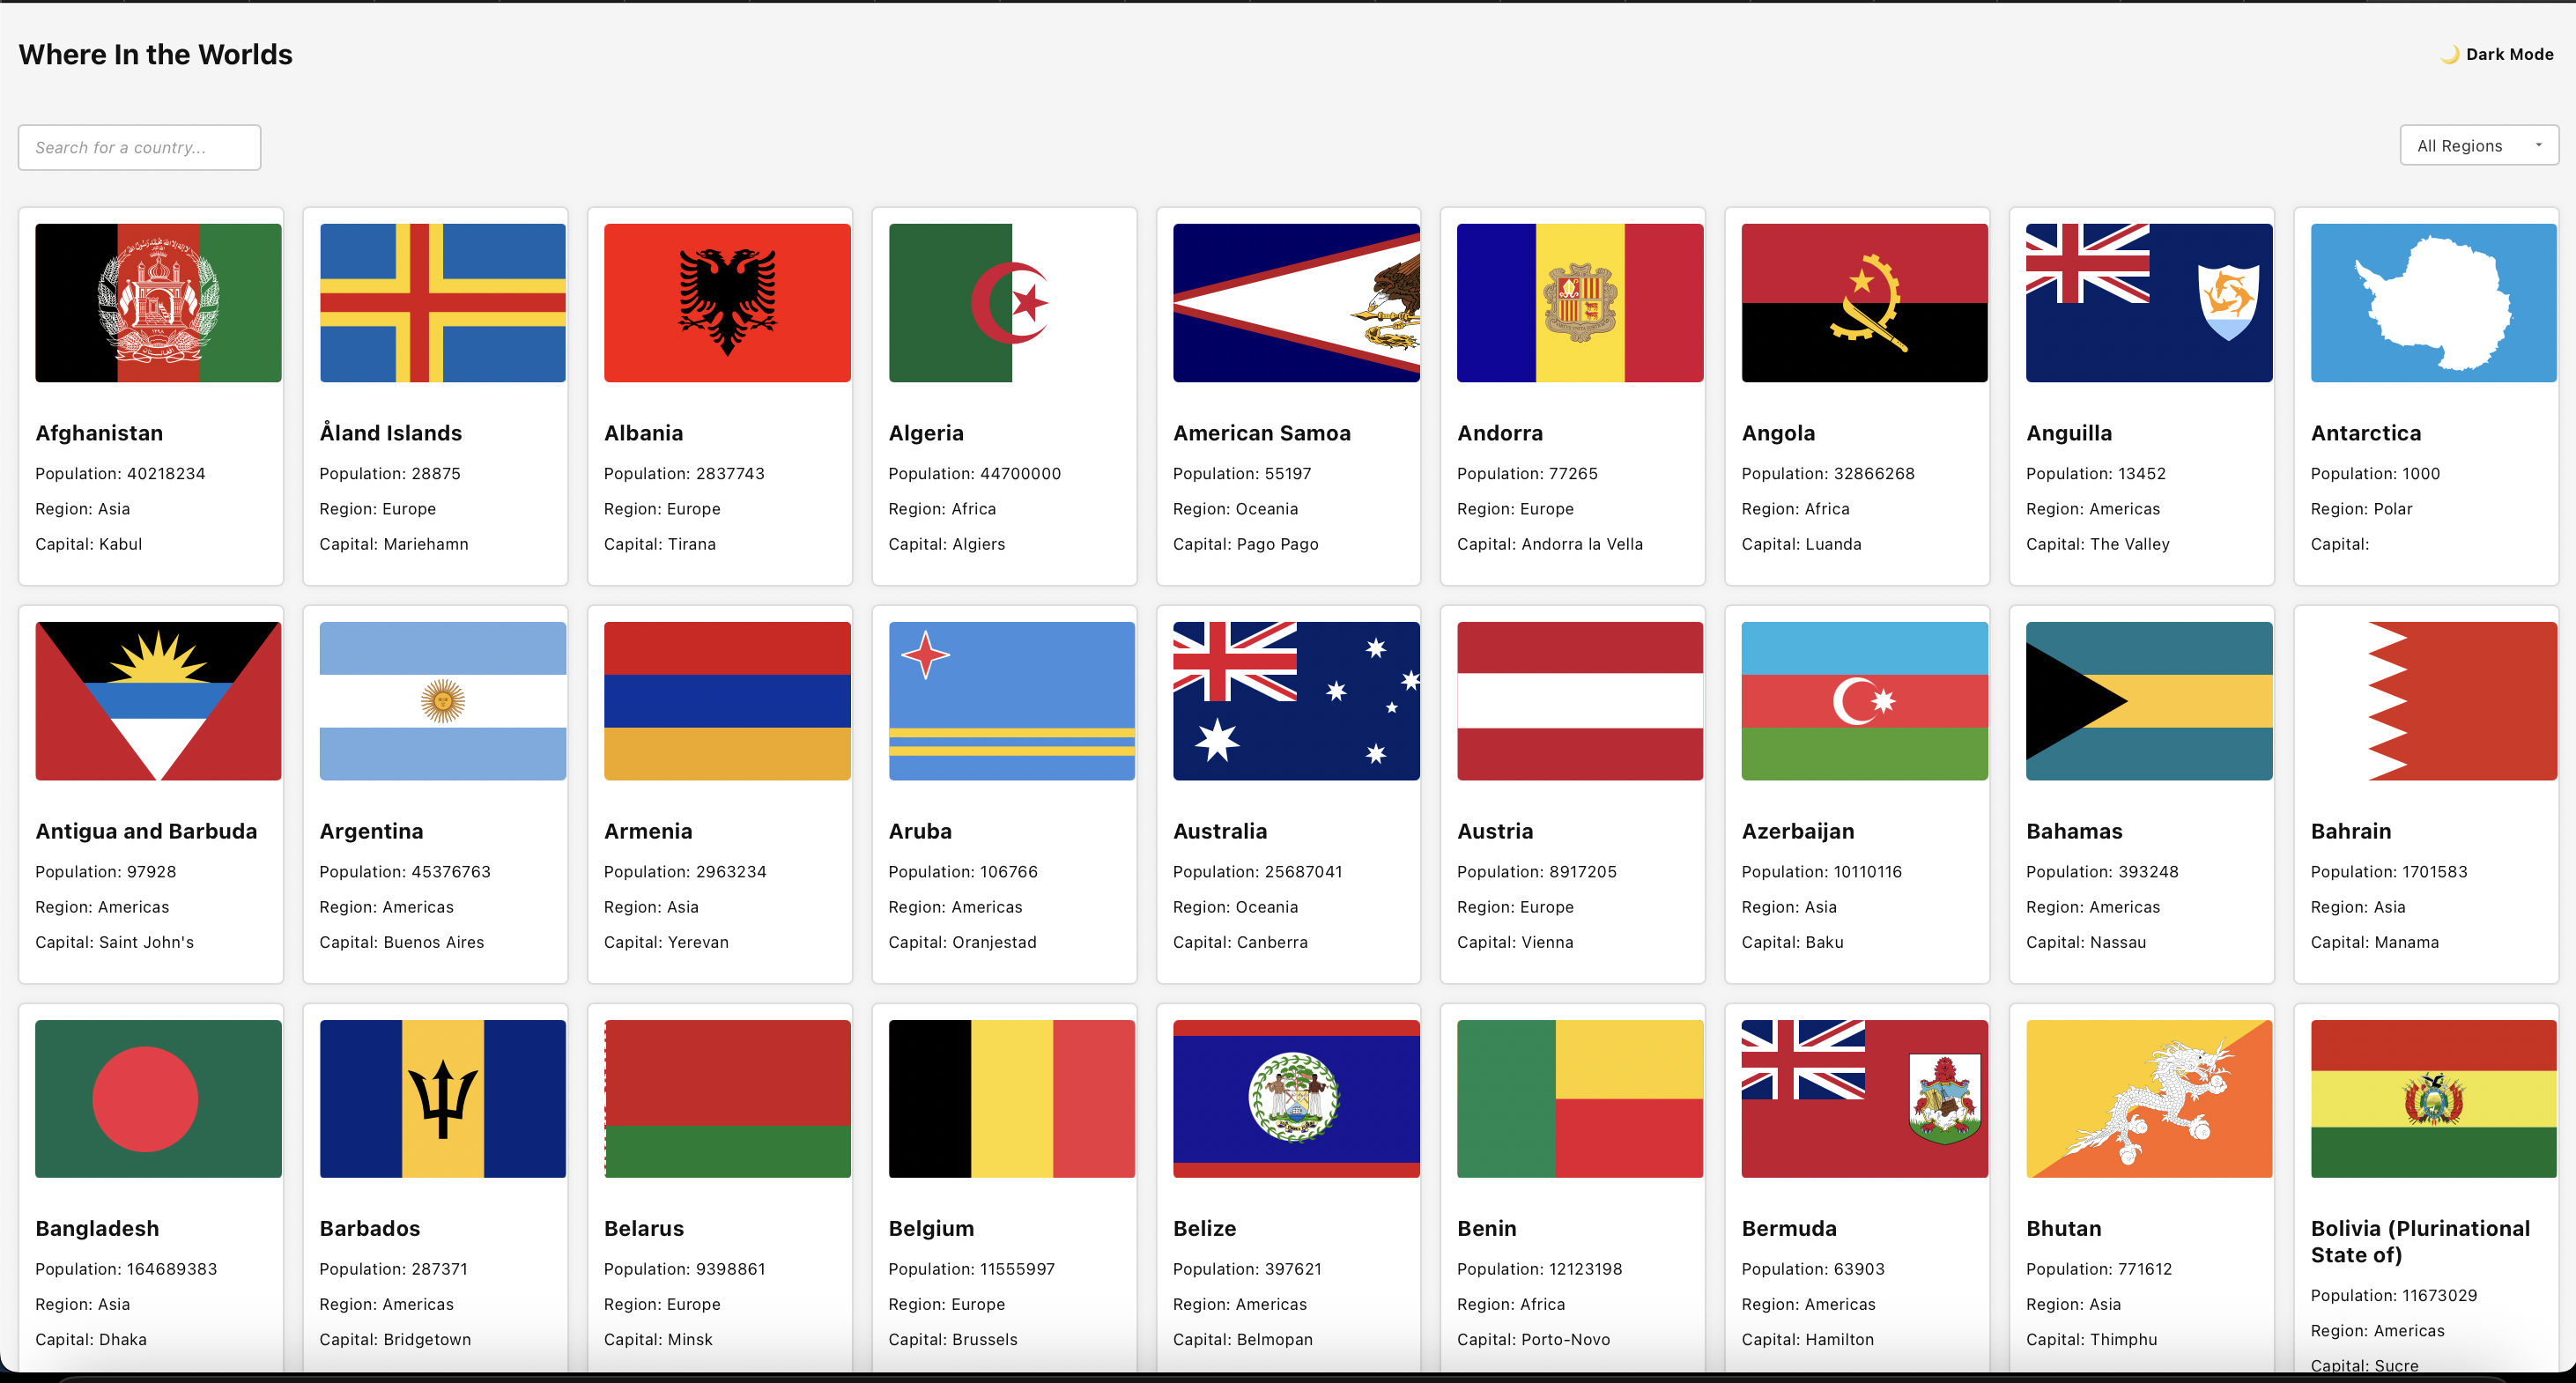 Where In the Worlds
🌙 Dark Mode
Search for a country...
All Regions
Afghanistan
Population: 40218234
Region: Asia
Capital: Kabul
Åland Islands
Population: 28875
Region: Europe
Capital: Mariehamn
Albania
Population: 2837743
Region: Europe
Capital: Tirana
Algeria
Population: 44700000
Region: Africa
Capital: Algiers
American Samoa
Population: 55197
Region: Oceania
Capital: Pago Pago
Andorra
Population: 77265
Region: Europe
Capital: Andorra la Vella
Angola
Population: 32866268
Region: Africa
Capital: Luanda
Anguilla
Population: 13452
Region: Americas
Capital: The Valley
Antarctica
Population: 1000
Region: Polar
Capital:
Antigua and Barbuda
Population: 97928
Region: Americas
Capital: Saint John's
Argentina
Population: 45376763
Region: Americas
Capital: Buenos Aires
Armenia
Population: 2963234
Region: Asia
Capital: Yerevan
Aruba
Population: 106766
Region: Americas
Capital: Oranjestad
Australia
Population: 25687041
Region: Oceania
Capital: Canberra
Austria
Population: 8917205
Region: Europe
Capital: Vienna
Azerbaijan
Population: 10110116
Region: Asia
Capital: Baku
Bahamas
Population: 393248
Region: Americas
Capital: Nassau
Bahrain
Population: 1701583
Region: Asia
Capital: Manama
Bangladesh
Population: 164689383
Region: Asia
Capital: Dhaka
Barbados
Population: 287371
Region: Americas
Capital: Bridgetown
Belarus
Population: 9398861
Region: Europe
Capital: Minsk
Belgium
Population: 11555997
Region: Europe
Capital: Brussels
Belize
Population: 397621
Region: Americas
Capital: Belmopan
Benin
Population: 12123198
Region: Africa
Capital: Porto-Novo
Bermuda
Population: 63903
Region: Americas
Capital: Hamilton
Bhutan
Population: 771612
Region: Asia
Capital: Thimphu
Bolivia (Plurinational
State of)
Population: 11673029
Region: Americas
Capital: Sucre